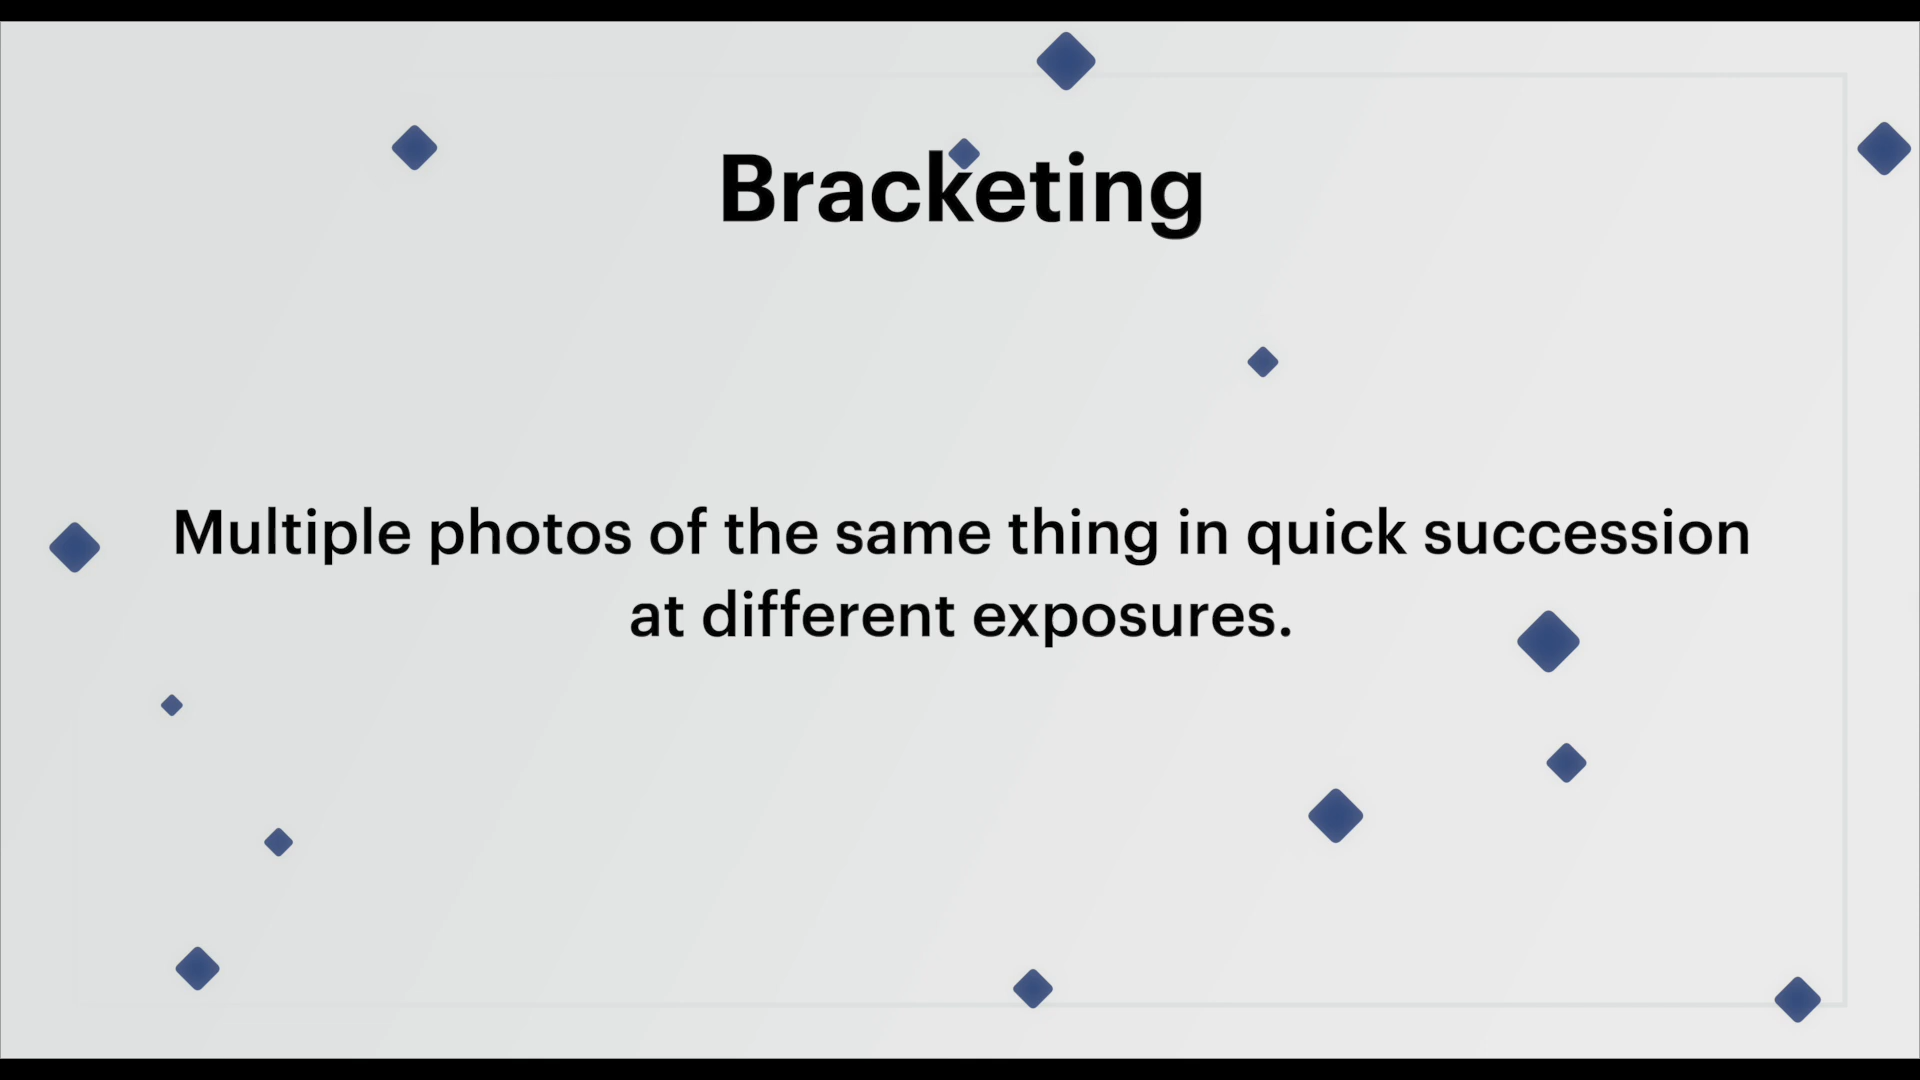 Bracketing
Multiple photos of the same thing in quick succession
at different exposures.